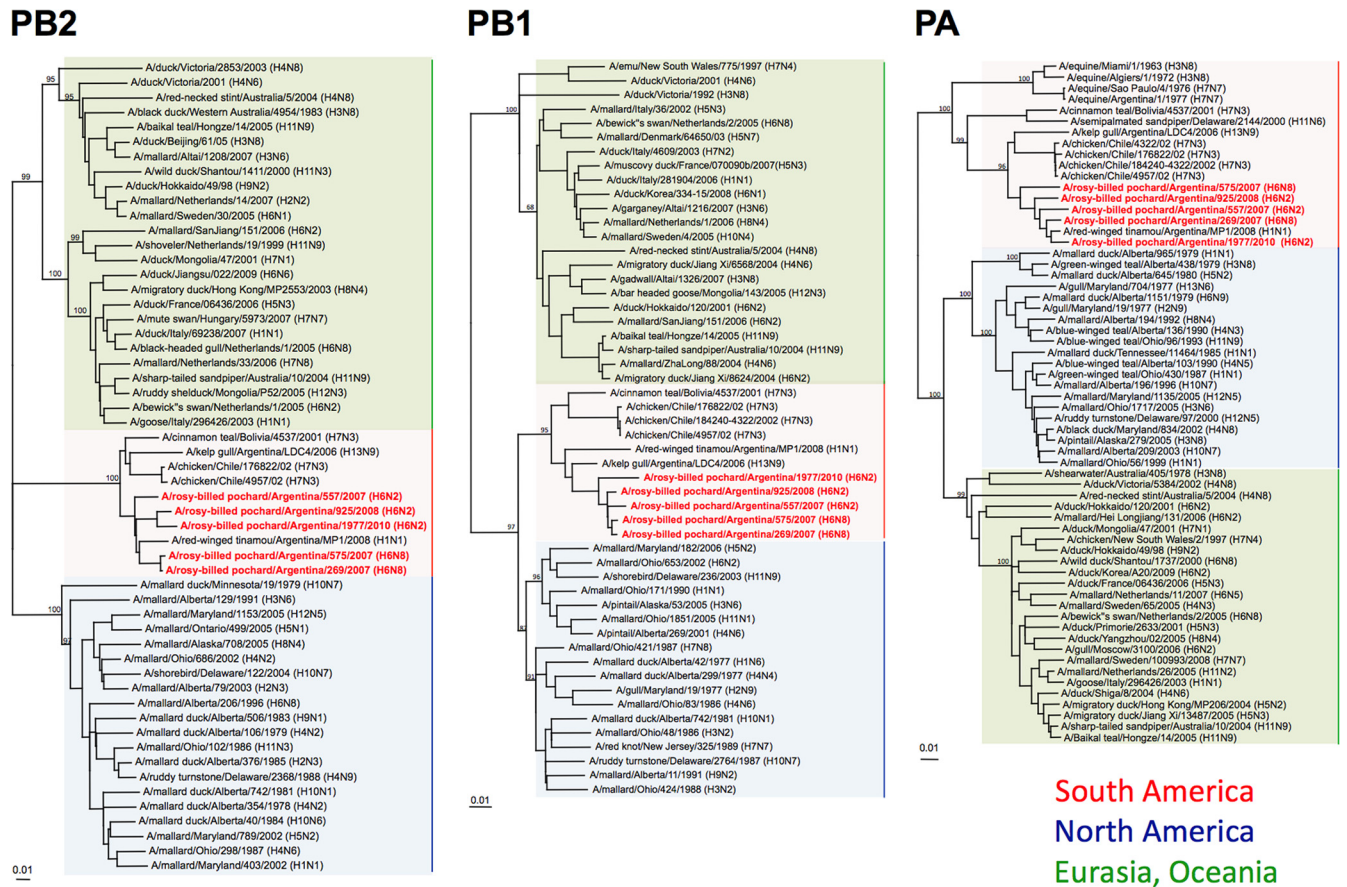 PB2
99
95
95
A/duck/Victoria/2853/2003 (H4N8)
A/duck/Victoria/2001 (H4N6)
A/red-necked stint/Australia/5/2004 (H4N8)
A/black duck/Western Australia/4954/1983 (H3N8)
A/baikal teal/Hongze/14/2005 (H11N9)
A/duck/Beijing/61/05 (H3N8)
A/mallard/Altai/1208/2007 (H3N6)
A/wild duck/Shantou/1411/2000 (H11N3)
A/duck/Hokkaido/49/98 (H9N2)
A/mallard/Netherlands/14/2007 (H2N2)
A/mallard/Sweden/30/2005 (H6N1)
100
99
A/mallard/SanJiang/151/2006 (H6N2)
A/shoveler/Netherlands/19/1999 (H11N9)
A/duck/Mongolia/47/2001 (H7N1)
100
A/duck/Jiangsu/022/2009 (H6N6)
A/migratory duck/Hong Kong/MP2553/2003 (H8N4)
A/duck/France/06436/2006 (H5N3)
A/mute swan/Hungary/5973/2007 (H7N7)
A/duck/Italy/69238/2007 (H1N1)
A/black-headed gull/Netherlands/1/2005 (H6N8)
A/mallard/Netherlands/33/2006 (H7N8)
A/sharp-tailed sandpiper/Australia/10/2004 (H11N9)
A/ruddy shelduck/Mongolia/P52/2005 (H12N3)
A/bewick"s swan/Netherlands/1/2005 (H6N2)
A/goose/Italy/296426/2003 (H1N1)
100
A/cinnamon teal/Bolivia/4537/2001 (H7N3)
A/kelp gull/Argentina/LDC4/2006 (H13N9)
A/chicken/Chile/176822/02 (H7N3)
A/chicken/Chile/4957/02 (H7N3)
A/rosy-billed pochard/Argentina/557/2007 (H6N2)
A/rosy-billed pochard/Argentina/925/2008 (H6N2)
A/rosy-billed pochard/Argentina/1977/2010 (H6N2)
A/red-winged tinamou/Argentina/MP1/2008 (H1N1)
A/rosy-billed pochard/Argentina/575/2007 (H6N8)
A/rosy-billed pochard/Argentina/269/2007 (H6N8)
100
97
A/mallard duck/Minnesota/19/1979 (H10N7)
A/mallard/Alberta/129/1991 (H3N6)
A/mallard/Maryland/1153/2005 (H12N5)
A/mallard/Ontario/499/2005 (H5N1)
A/mallard/Alaska/708/2005 (H8N4)
A/mallard/Ohio/686/2002 (H4N2)
A/shorebird/Delaware/122/2004 (H10N7)
A/mallard/Alberta/79/2003 (H2N3)
A/mallard/Alberta/206/1996 (H6N8)
A/mallard duck/Alberta/506/1983 (H9N1)
A/mallard duck/Alberta/106/1979 (H4N2)
A/mallard/Ohio/102/1986 (H11N3)
A/mallard duck/Alberta/376/1985 (H2N3)
A/ruddy turnstone/Delaware/2368/1988 (H4N9)
A/mallard duck/Alberta/742/1981 (H10N1)
A/mallard duck/Alberta/354/1978 (H4N2)
A/mallard duck/Alberta/40/1984 (H10N6)
A/mallard/Maryland/789/2002 (H5N2)
A/mallard/Ohio/298/1987 (H4N6)
A/mallard/Maryland/403/2002 (H1N1)
0.01
PB1
100
A/emu/New South Wales/775/1997 (H7N4)
A/duck/Victoria/2001 (H4N6)
A/duck/Victoria/1992 (H3N8)
A/mallard/Italy/36/2002 (H5N3)
A/bewick"s swan/Netherlands/2/2005 (H6N8)
A/mallard/Denmark/64650/03 (H5N7)
68
A/duck/Italy/4609/2003 (H7N2)
A/muscovy duck/France/070090b/2007(H5N3)
A/duck/Italy/281904/2006 (H1N1)
A/duck/Korea/334-15/2008 (H6N1)
A/garganey/Altai/1216/2007 (H3N6)
A/mallard/Netherlands/1/2006 (H8N4)
A/mallard/Sweden/4/2005 (H10N4)
A/red-necked stint/Australia/5/2004 (H4N8)
A/migratory duck/Jiang Xi/6568/2004 (H4N6)
A/gadwall/Altai/1326/2007 (H3N8)
A/bar headed goose/Mongolia/143/2005 (H12N3)
A/duck/Hokkaido/120/2001 (H6N2)
A/mallard/SanJiang/151/2006 (H6N2)
A/baikal teal/Hongze/14/2005 (H11N9)
A/sharp-tailed sandpiper/Australia/10/2004 (H11N9)
A/mallard/ZhaLong/88/2004 (H4N6)
A/migratory duck/Jiang Xi/8624/2004 (H6N2)
97
95
A/cinnamon teal/Bolivia/4537/2001 (H7N3)
A/chicken/Chile/176822/02 (H7N3)
A/chicken/Chile/184240-4322/2002 (H7N3)
A/chicken/Chile/4957/02 (H7N3)
A/red-winged tinamou/Argentina/MP1/2008 (H1N1)
A/kelp gull/Argentina/LDC4/2006 (H13N9)
A/rosy-billed pochard/Argentina/1977/2010 (H6N2)
A/rosy-billed pochard/Argentina/925/2008 (H6N2)
A/rosy-billed pochard/Argentina/557/2007 (H6N2)
A/rosy-billed pochard/Argentina/575/2007 (H6N8)
A/rosy-billed pochard/Argentina/269/2007 (H6N8)
96
A/mallard/Maryland/182/2006 (H5N2)
A/mallard/Ohio/653/2002 (H6N2)
A/shorebird/Delaware/236/2003 (H11N9)
A/mallard/Ohio/171/1990 (H1N1)
A/pintail/Alaska/53/2005 (H3N6)
A/mallard/Ohio/1851/2005 (H11N1)
A/pintail/Alberta/269/2001 (H4N6)
91
A/mallard/Ohio/421/1987 (H7N8)
A/mallard duck/Alberta/42/1977 (H1N6)
A/mallard duck/Alberta/299/1977 (H4N4)
A/gull/Maryland/19/1977 (H2N9)
A/mallard/Ohio/83/1986 (H4N6)
A/mallard duck/Alberta/742/1981 (H10N1)
A/mallard/Ohio/48/1986 (H3N2)
A/red knot/New Jersey/325/1989 (H7N7)
A/ruddy turnstone/Delaware/2764/1987 (H10N7)
A/mallard/Alberta/11/1991 (H9N2)
A/mallard/Ohio/424/1988 (H3N2)
0.01
PA
100
100
A/equine/Miami/1/1963 (H3N8)
A/equine/Algiers/1/1972 (H3N8)
A/equine/Sao Paulo/4/1976 (H7N7)
A/equine/Argentina/1/1977 (H7N7)
99
A/cinnamon teal/Bolivia/4537/2001 (H7N3)
A/semipalmated sandpiper/Delaware/2144/2000 (H11N6)
96
A/kelp gull/Argentina/LDC4/2006 (H13N9)
A/chicken/Chile/4322/02 (H7N3)
A/chicken/Chile/176822/02 (H7N3)
A/chicken/Chile/184240-4322/2002 (H7N3)
A/chicken/Chile/4957/02 (H7N3)
A/rosy-billed pochard/Argentina/575/2007 (H6N8)
A/rosy-billed pochard/Argentina/925/2008 (H6N2)
A/rosy-billed pochard/Argentina/557/2007 (H6N2)
A/rosy-billed pochard/Argentina/269/2007 (H6N8)
A/red-winged tinamou/Argentina/MP1/2008 (H1N1)
A/rosy-billed pochard/Argentina/1977/2010 (H6N2)
100
100
100
100
A/mallard duck/Alberta/965/1979 (H1N1)
A/green-winged teal/Alberta/438/1979 (H3N8)
A/mallard duck/Alberta/645/1980 (H5N2)
A/gull/Maryland/704/1977 (H13N6)
A/mallard duck/Alberta/1151/1979 (H6N9)
A/gull/Maryland/19/1977 (H2N9)
A/mallard/Alberta/194/1992 (H8N4)
A/blue-winged teal/Alberta/136/1990 (H4N3)
A/blue-winged teal/Ohio/96/1993 (H11N9)
A/mallard duck/Tennessee/11464/1985 (H1N1)
A/blue-winged teal/Alberta/103/1990 (H4N5)
A/green-winged teal/Ohio/430/1987 (H1N1)
A/mallard/Alberta/196/1996 (H10N7)
A/mallard/Maryland/1135/2005 (H12N5)
A/mallard/Ohio/1717/2005 (H3N6)
A/ruddy turnstone/Delaware/97/2000 (H12N5)
A/black duck/Maryland/834/2002 (H4N8)
A/pintail/Alaska/279/2005 (H3N8)
A/mallard/Alberta/209/2003 (H10N7)
A/mallard/Ohio/56/1999 (H1N1)
99
100
A/shearwater/Australia/405/1978 (H3N8)
A/duck/Victoria/5384/2002 (H4N8)
A/red-necked stint/Australia/5/2004 (H4N8)
A/duck/Hokkaido/120/2001 (H6N2)
A/mallard/Hei Longjiang/131/2006 (H6N2)
A/duck/Mongolia/47/2001 (H7N1)
A/chicken/New South Wales/2/1997 (H7N4)
A/duck/Hokkaido/49/98 (H9N2)
A/wild duck/Shantou/1737/2000 (H6N8)
A/duck/Korea/A20/2009 (H6N2)
A/duck/France/06436/2006 (H5N3)
A/mallard/Netherlands/11/2007 (H6N5)
A/mallard/Sweden/65/2005 (H4N3)
A/bewick"s swan/Netherlands/2/2005 (H6N8)
A/duck/Primorie/2633/2001 (H5N3)
A/duck/Yangzhou/02/2005 (H8N4)
A/gull/Moscow/3100/2006 (H6N2)
A/mallard/Sweden/100993/2008 (H7N7)
A/mallard/Netherlands/26/2005 (H11N2)
A/goose/Italy/296426/2003 (H1N1)
A/duck/Shiga/8/2004 (H4N6)
A/migratory duck/Hong Kong/MP206/2004 (H5N2)
A/migratory duck/Jiang Xi/13487/2005 (H5N3)
A/sharp-tailed sandpiper/Australia/10/2004 (H11N9)
A/Baikal teal/Hongze/14/2005 (H11N9)
0.01
South America
North America
Eurasia, Oceania